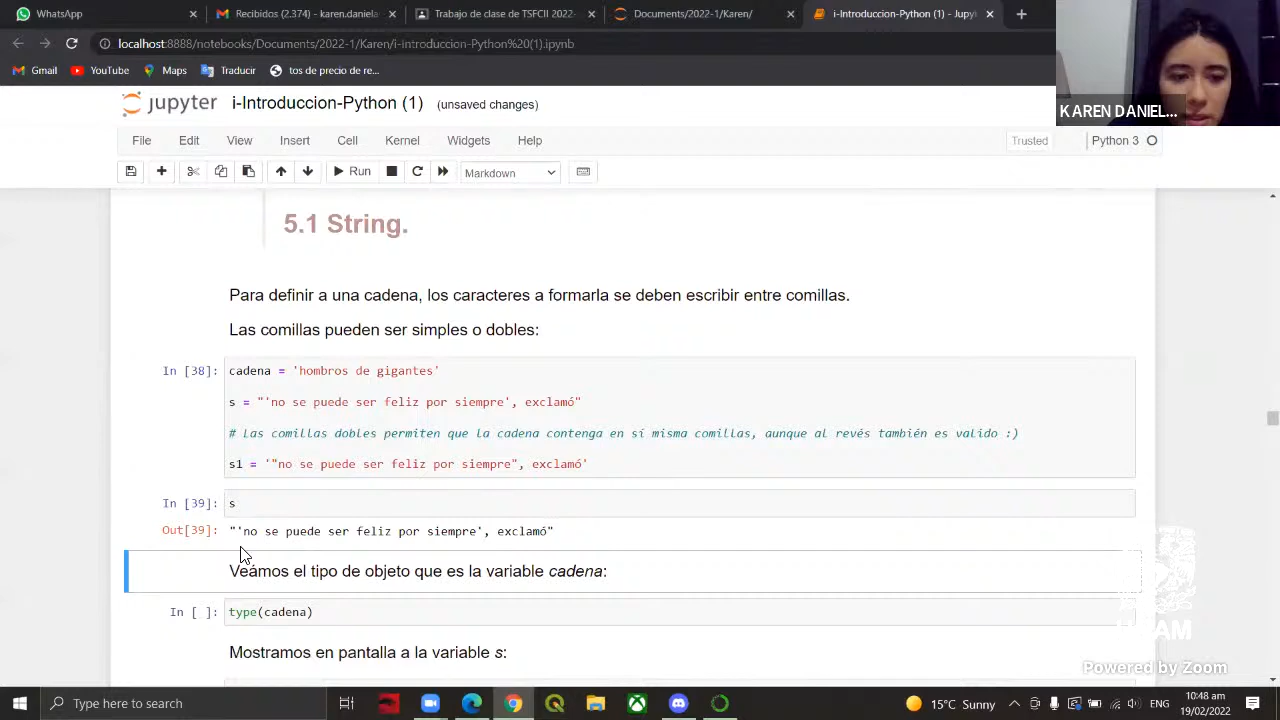 WhatsApp
Recibidos (2.374) - karen.daniela
Trabajo de clase de TSFCII 2022-
Documents/2022-1/Karen/
i-Introduccion-Python (1) - Jupyt
localhost:8888/notebooks/Documents/2022-1/Karen/i-introduccion-Python%20(1).ipynb
Gmail
YouTube
Maps
Traducir
tos de precio de re...
KAREN DANIEL...
jupyter i-Introduccion-Python (1) (unsaved changes)
File Edit View Insert Cell Kernel Widgets Help
Trusted
Python 3
Run
Markdown
5.1 String.
Para definir a una cadena, los caracteres a formarla se deben escribir entre comillas.
Las comillas pueden ser simples o dobles:
In [38]: cadena = 'hombros de gigantes'
s = "'no se puede ser feliz por siempre', exclamó"
# Las comillas dobles permiten que la cadena contenga en sí misma comillas, aunque al revés también es valido :)
s1 = '"no se puede ser feliz por siempre", exclamó'
In [39]: s
Out[39]: "'no se puede ser feliz por siempre', exclamó"
Veámos el tipo de objeto que es la variable cadena:
In [ ]: type(cadena)
Mostramos en pantalla a la variable s:
Powered by Zoom
Type here to search
15°C Sunny
10:48 am
19/02/2022